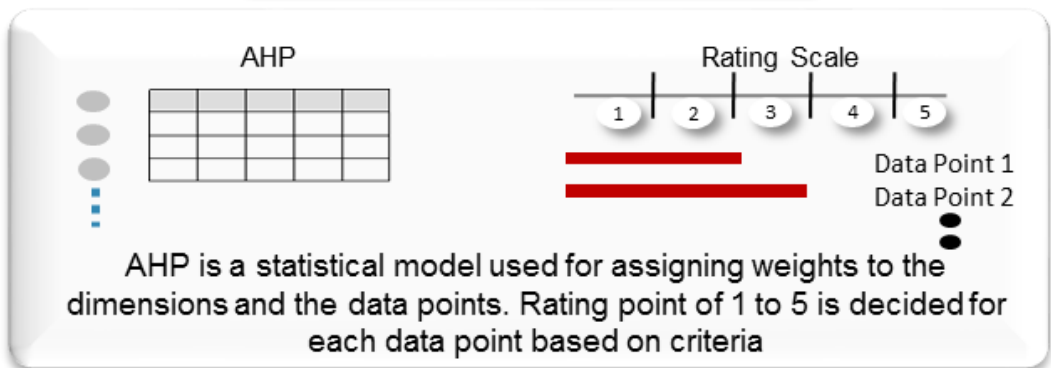 AHP
Rating Scale
1 2 3 4 5
Data Point 1
Data Point 2
AHP is a statistical model used for assigning weights to the
dimensions and the data points. Rating point of 1 to 5 is decided for
each data point based on criteria